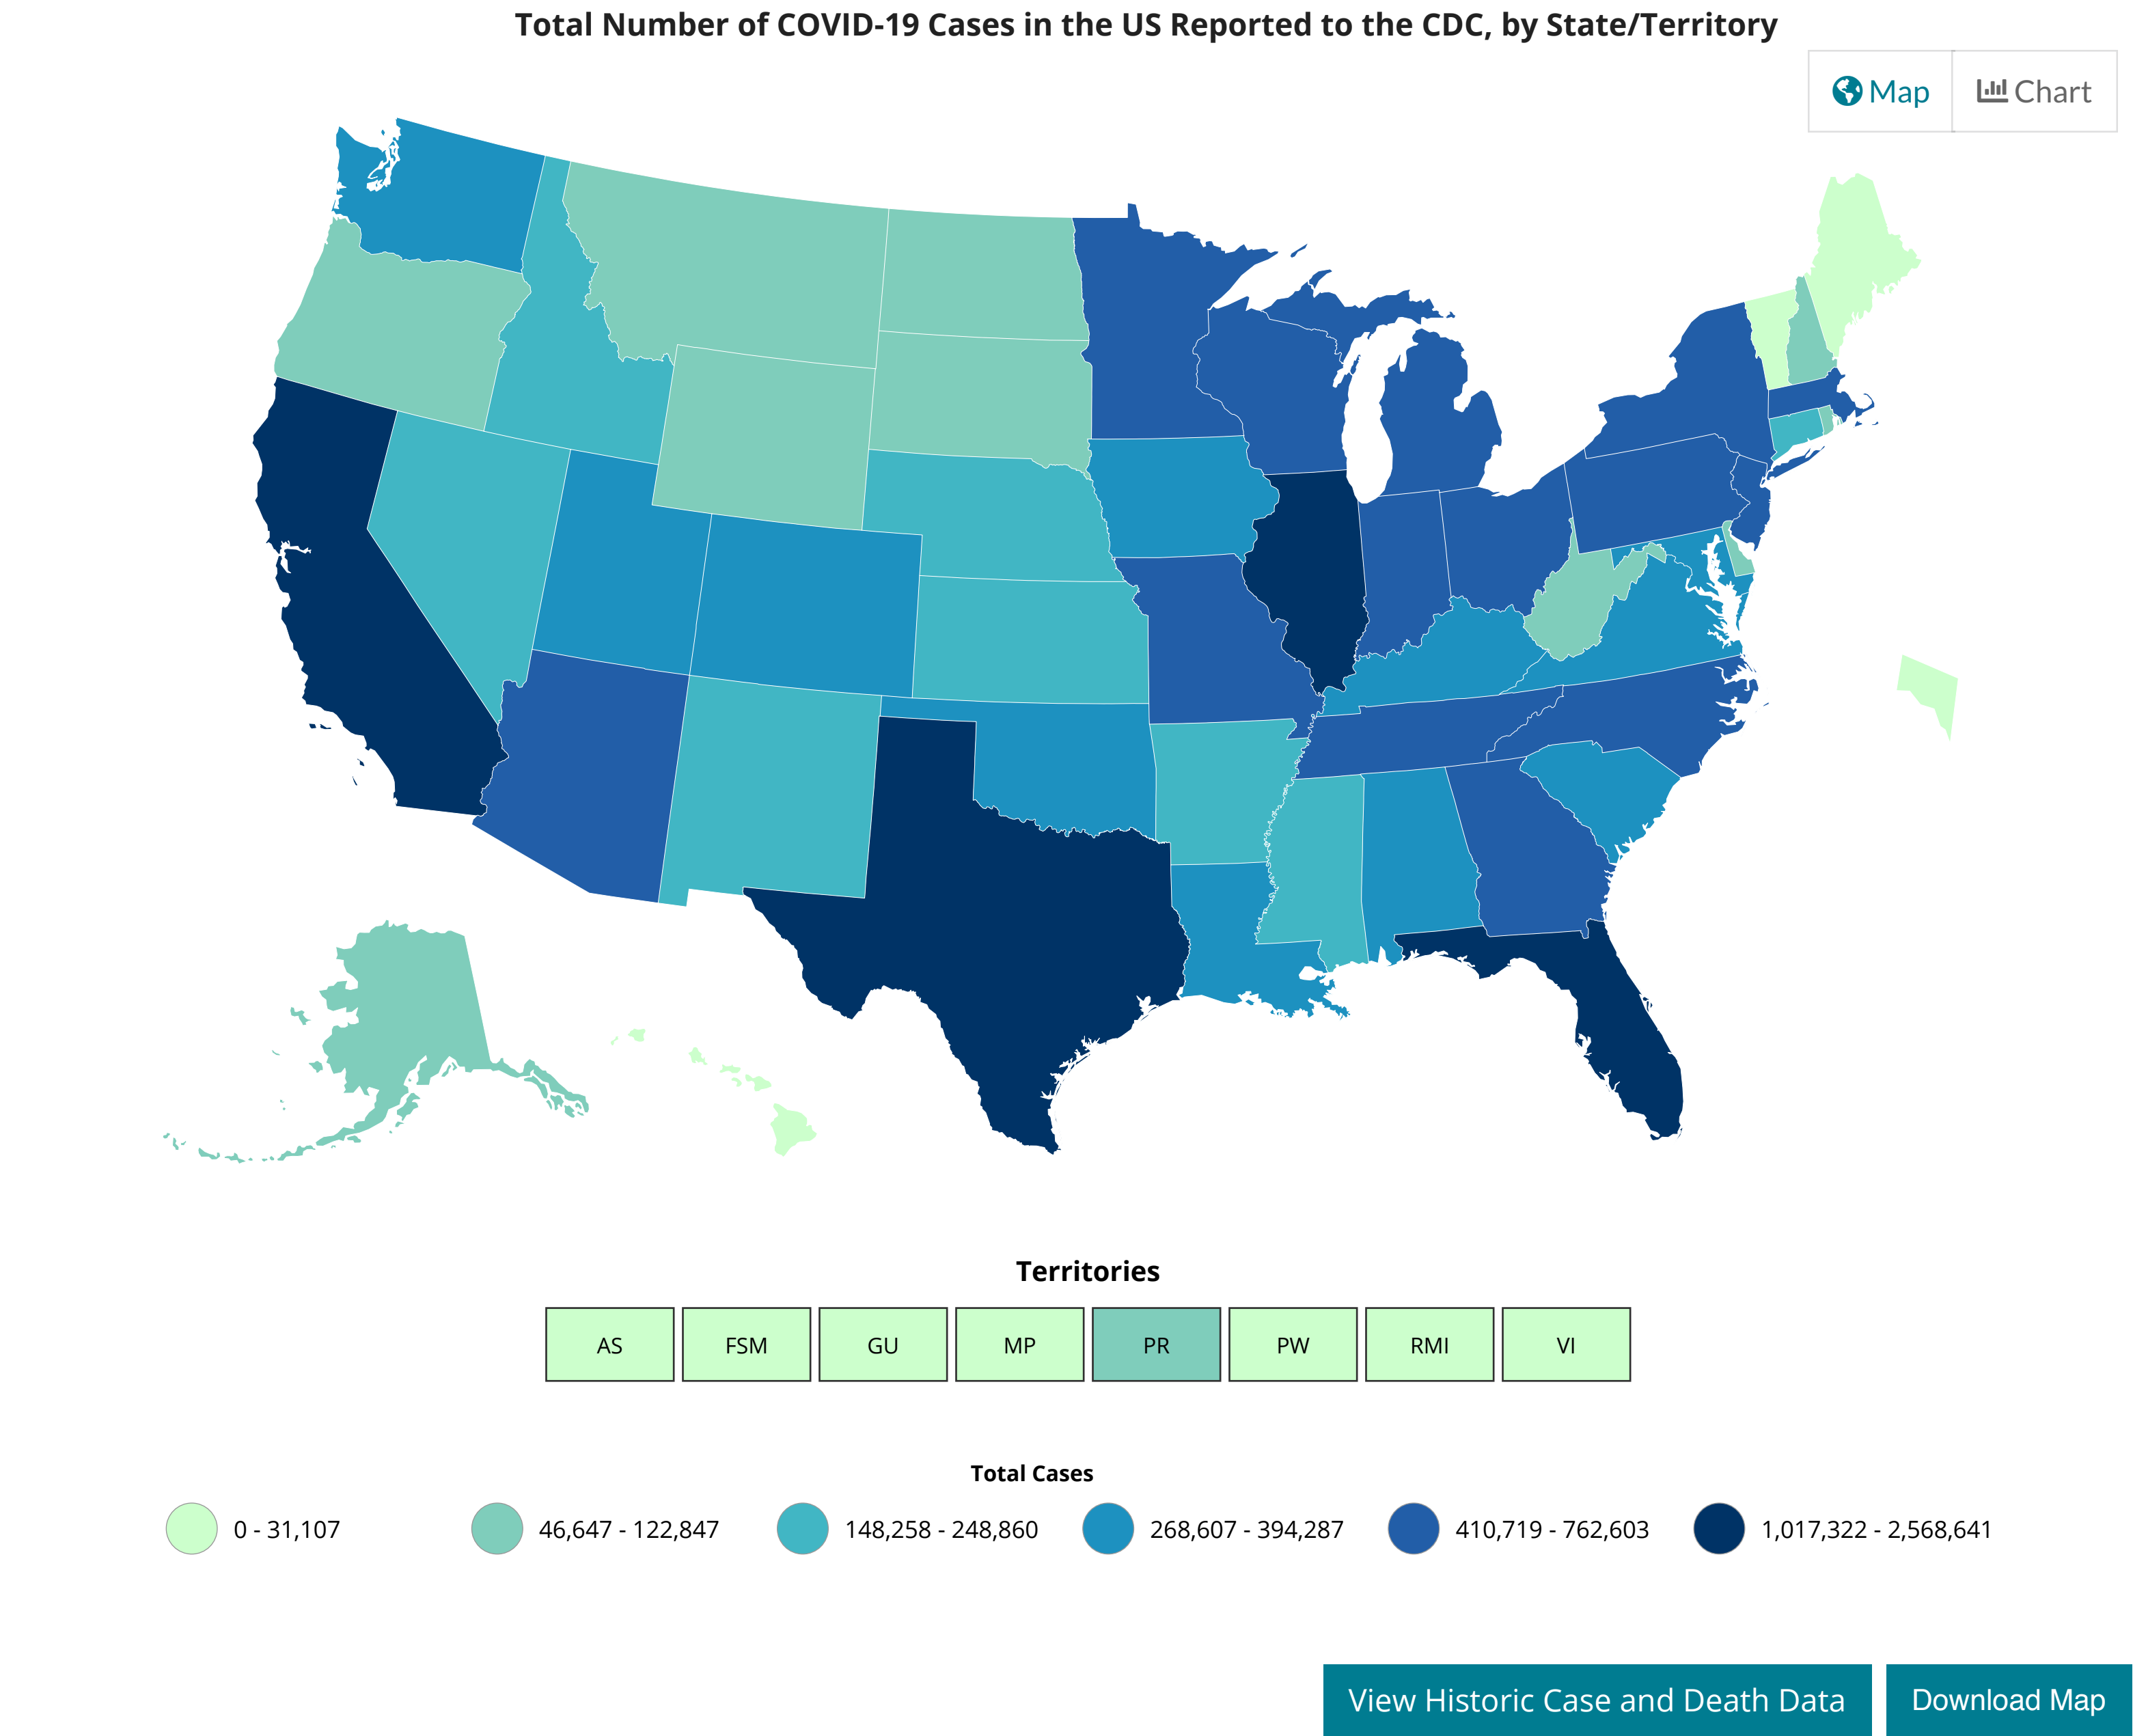 Total Number of COVID-19 Cases in the US Reported to the CDC, by State/Territory
Map
Chart
Territories
AS
FSM
GU
MP
PR
PW
RMI
VI
Total Cases
0 - 31,107
46,647 - 122,847
148,258 - 248,860
268,607 - 394,287
410,719 - 762,603
1,017,322 - 2,568,641
View Historic Case and Death Data
Download Map